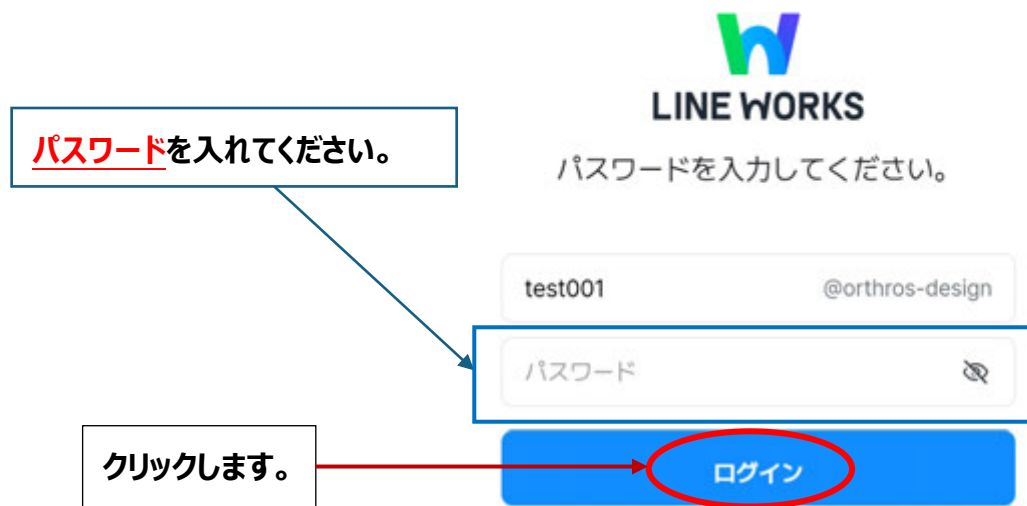 LINE WORKS
パスワードを入れてください。
パスワードを入力してください。
test001 @orthros-design
パスワード
クリックします。
ログイン